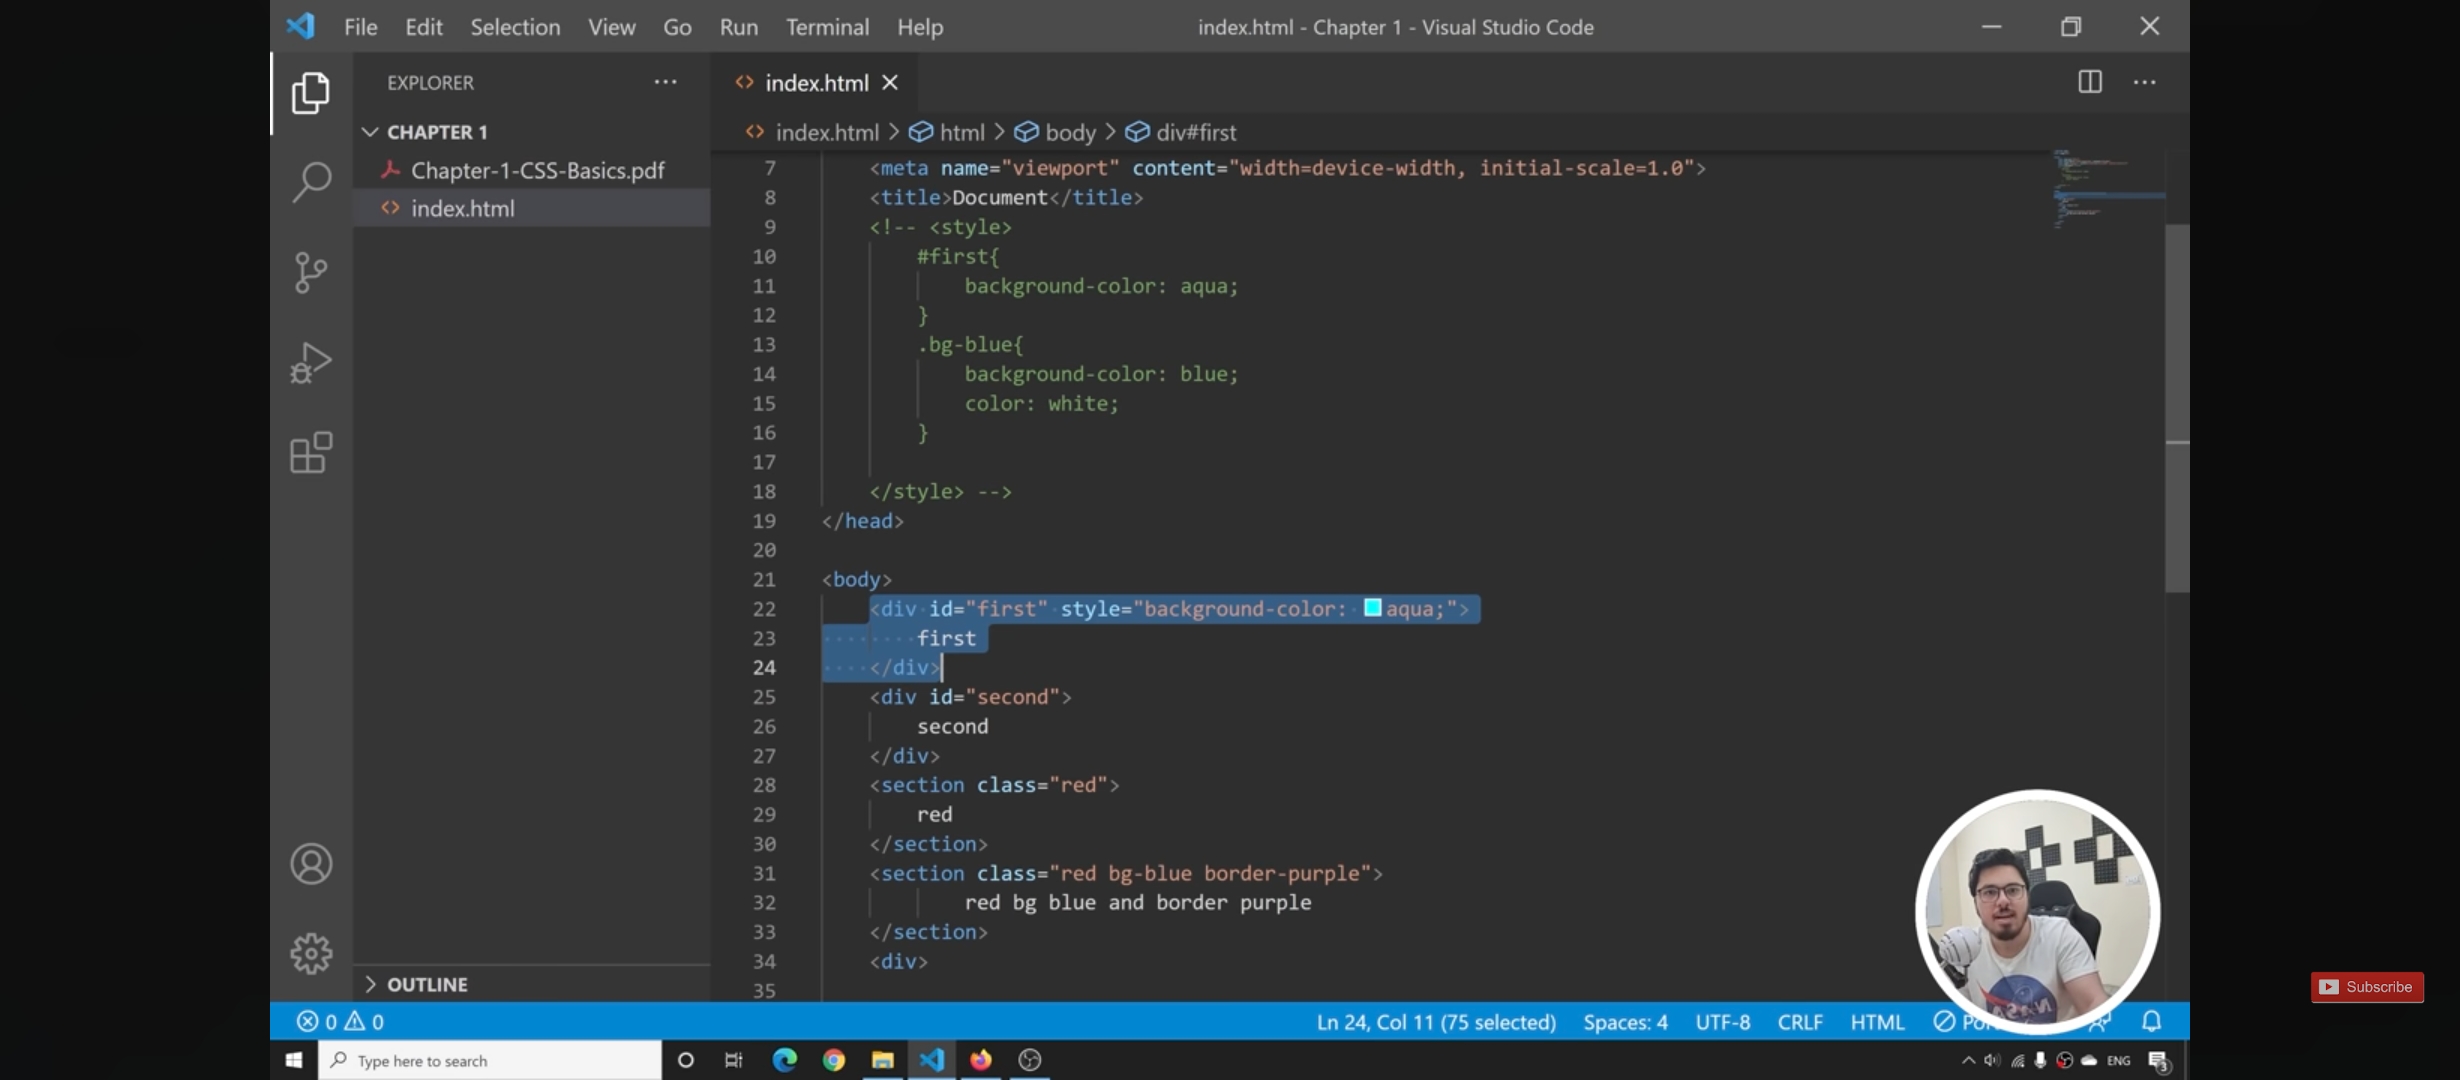 File Edit Selection View Go Run Terminal Help index.html - Chapter 1 - Visual Studio Code
EXPLORER
CHAPTER 1
Chapter-1-CSS-Basics.pdf
index.html
OUTLINE
index.html
index.html > html > body > div#first
7 <meta name="viewport" content="width=device-width, initial-scale=1.0">
8 <title>Document</title>
9 <!-- <style>
10 #first{
11 background-color: aqua;
12 }
13 .bg-blue{
14 background-color: blue;
15 color: white;
16 }
17
18 </style> -->
19 </head>
20
21 <body>
22 <div id="first" style="background-color: aqua;">
23 first
24 </div>
25 <div id="second">
26 second
27 </div>
28 <section class="red">
29 red
30 </section>
31 <section class="red bg-blue border-purple">
32 red bg blue and border purple
33 </section>
34 <div>
35
NASA
Subscribe
0 0 Ln 24, Col 11 (75 selected) Spaces: 4 UTF-8 CRLF HTML
Type here to search ENG 3